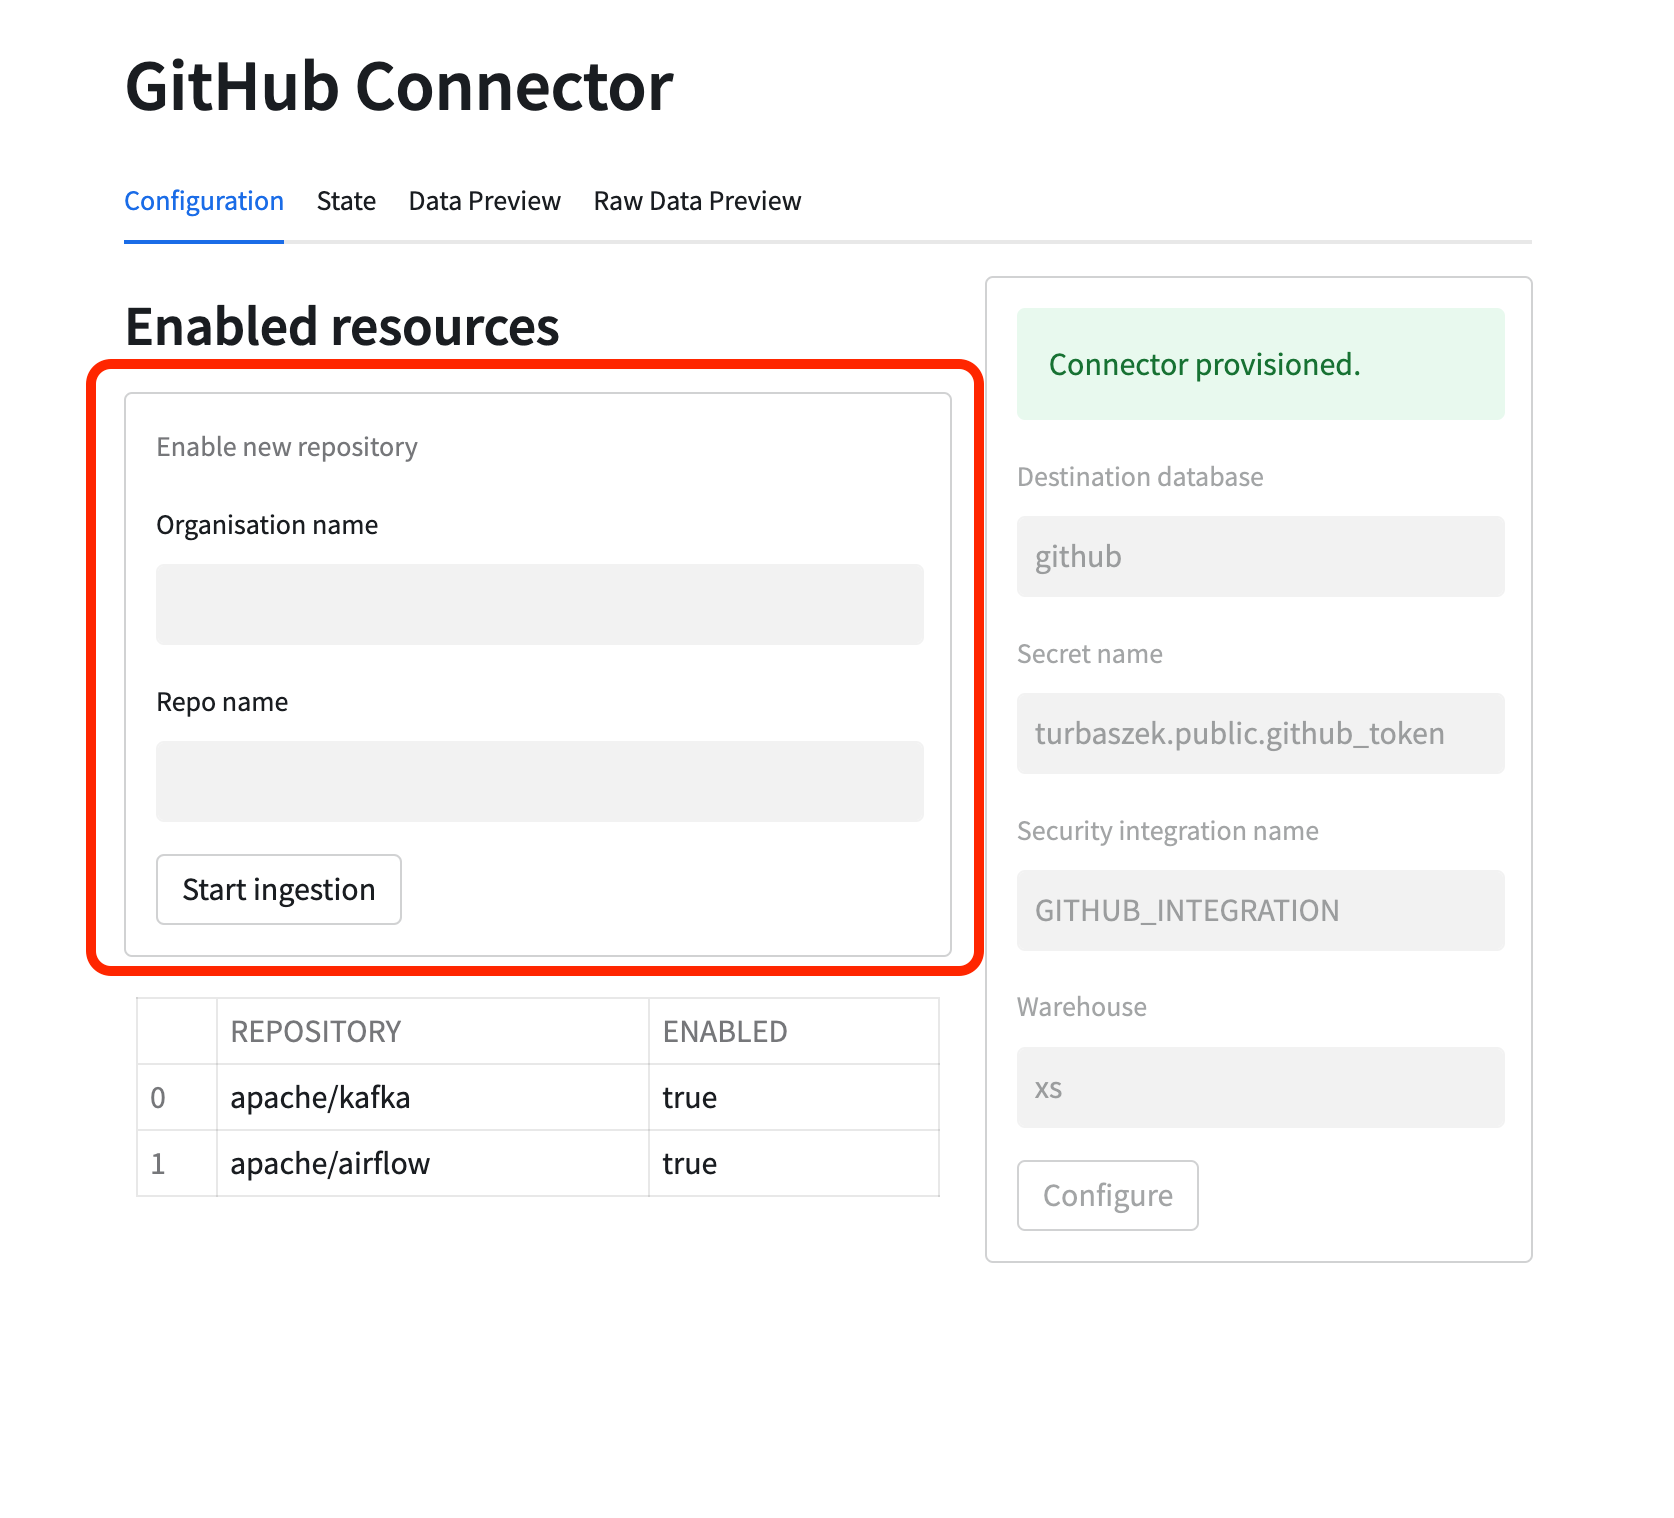 GitHub Connector
Configuration State Data Preview Raw Data Preview
Enabled resources
Enable new repository
Organisation name
Repo name
Start ingestion
REPOSITORY ENABLED
0 apache/kafka true
1 apache/airflow true
Connector provisioned.
Destination database
github
Secret name
turbaszek.public.github_token
Security integration name
GITHUB_INTEGRATION
Warehouse
xs
Configure